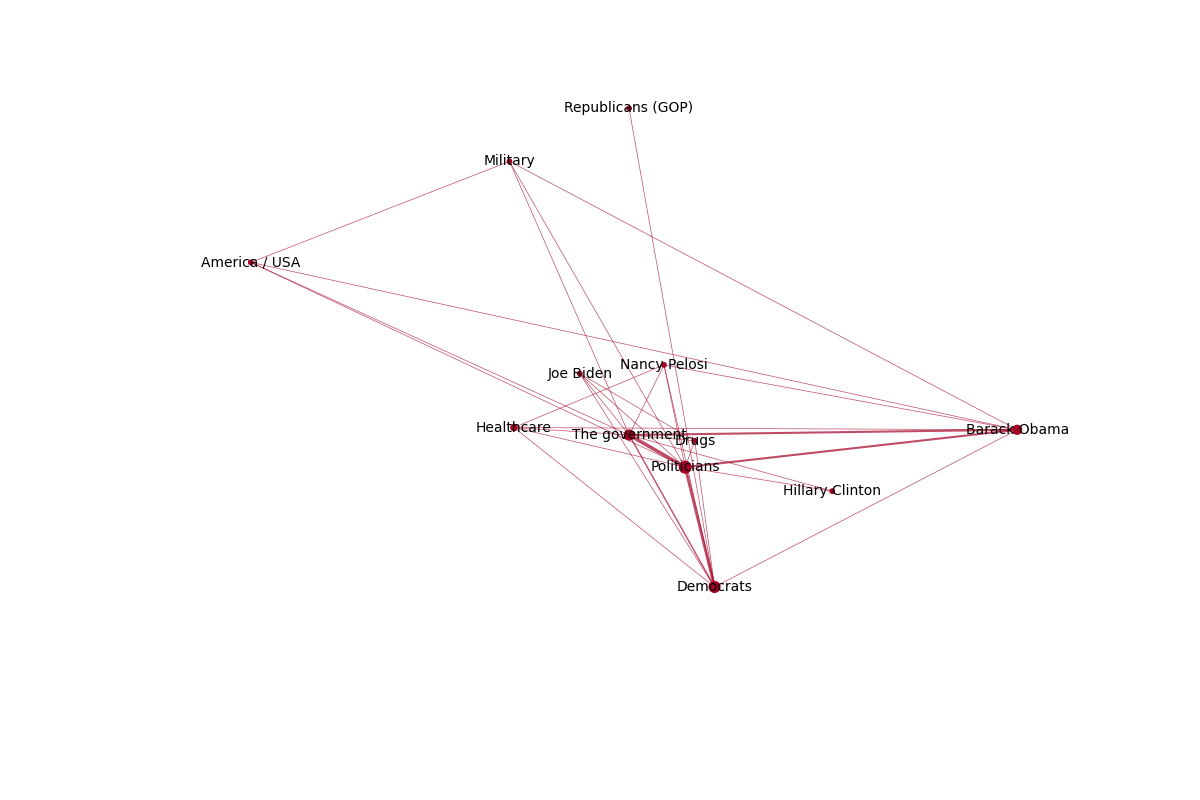 Republicans (GOP)
Military
America / USA
Nancy Pelosi
Joe Biden
Healthcare
The government
Drugs
Barack Obama
Politicians
Hillary Clinton
Democrats